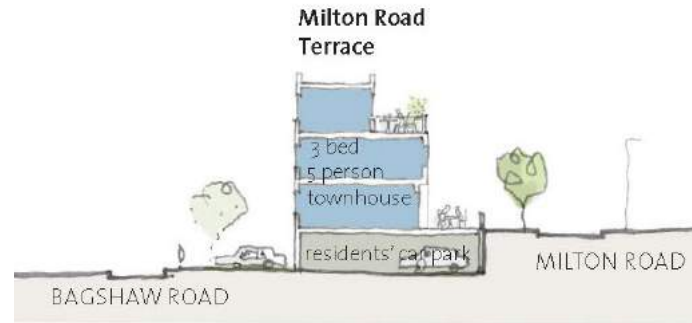 Milton Road
Terrace
3 bed
5 person
townhouse
residents' car park
MILTON ROAD
BAGSHAW ROAD